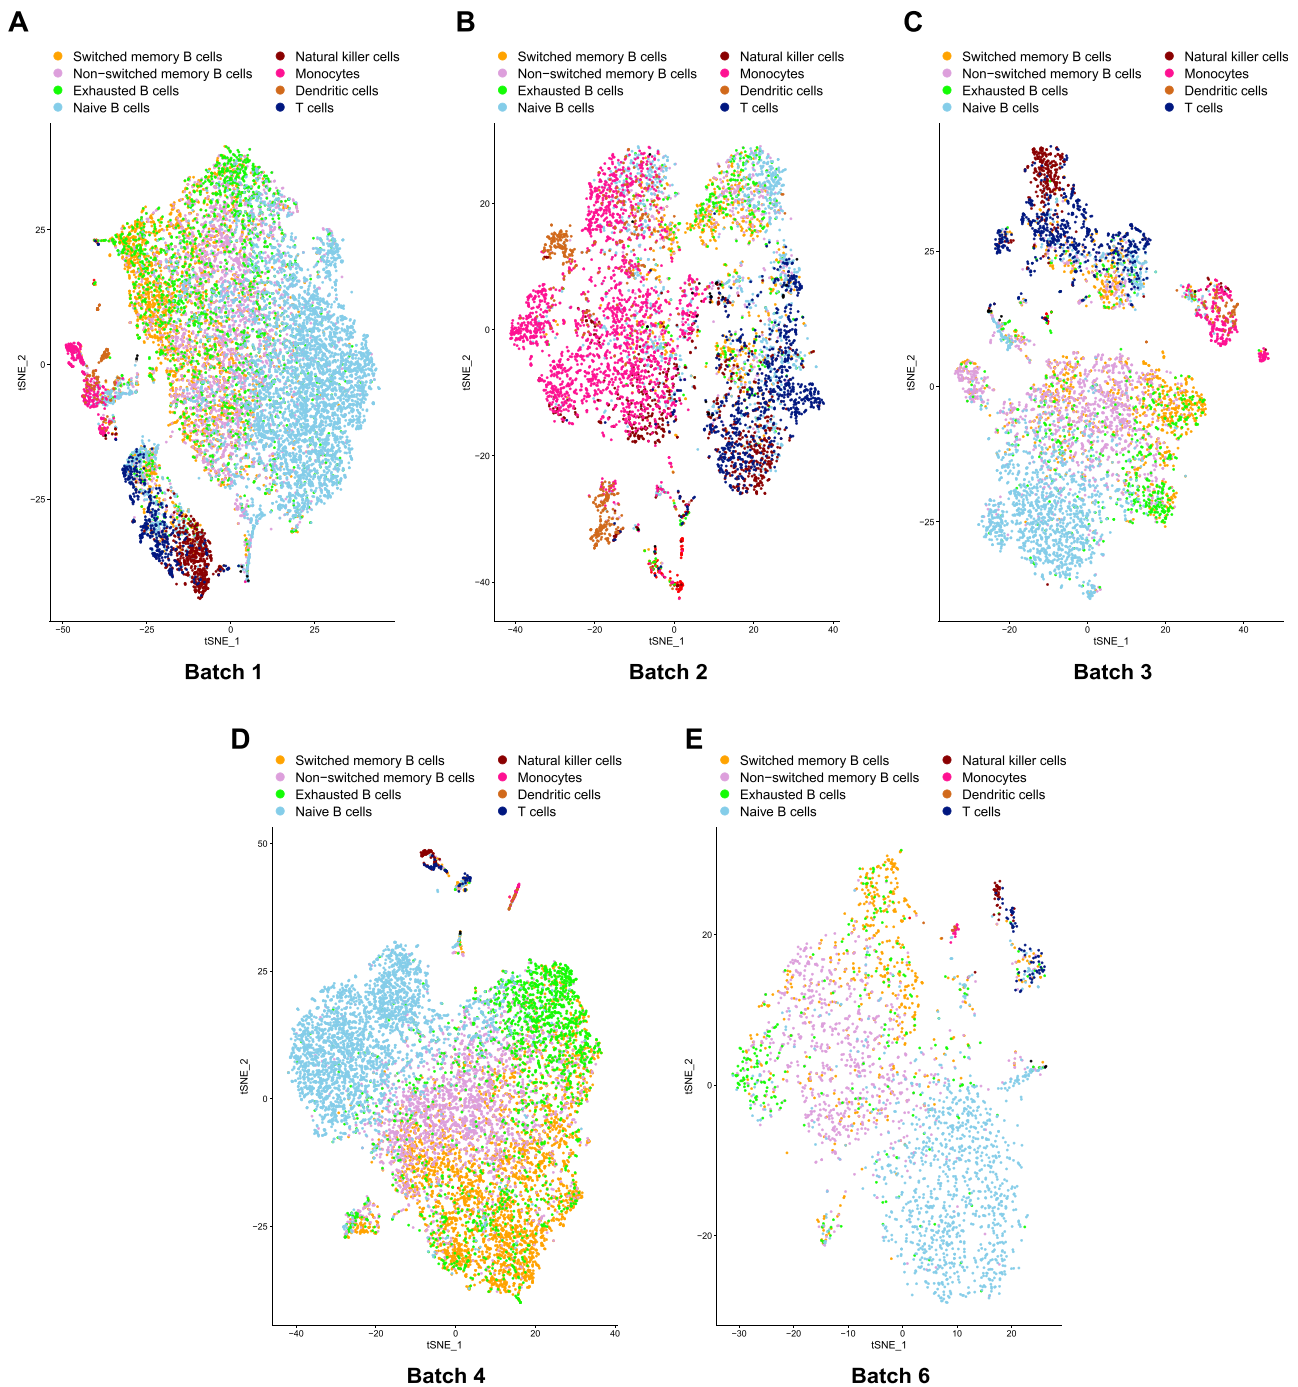 A
Switched memory B cells
Non−switched memory B cells
Exhausted B cells
Naive B cells
Natural killer cells
Monocytes
Dendritic cells
T cells
25
0
−25
tSNE_2
−50
−25
0
25
tSNE_1
Batch 1
B
Switched memory B cells
Non−switched memory B cells
Exhausted B cells
Naive B cells
Natural killer cells
Monocytes
Dendritic cells
T cells
20
0
−20
−40
tSNE_2
−40
−20
0
20
40
tSNE_1
Batch 2
C
Switched memory B cells
Non−switched memory B cells
Exhausted B cells
Naive B cells
Natural killer cells
Monocytes
Dendritic cells
T cells
25
0
−25
tSNE_2
−20
0
20
40
tSNE_1
Batch 3
D
Switched memory B cells
Non−switched memory B cells
Exhausted B cells
Naive B cells
Natural killer cells
Monocytes
Dendritic cells
T cells
50
25
0
−25
tSNE_2
−40
−20
0
20
40
tSNE_1
Batch 4
E
Switched memory B cells
Non−switched memory B cells
Exhausted B cells
Naive B cells
Natural killer cells
Monocytes
Dendritic cells
T cells
20
0
−20
tSNE_2
−30
−20
−10
0
10
20
tSNE_1
Batch 6